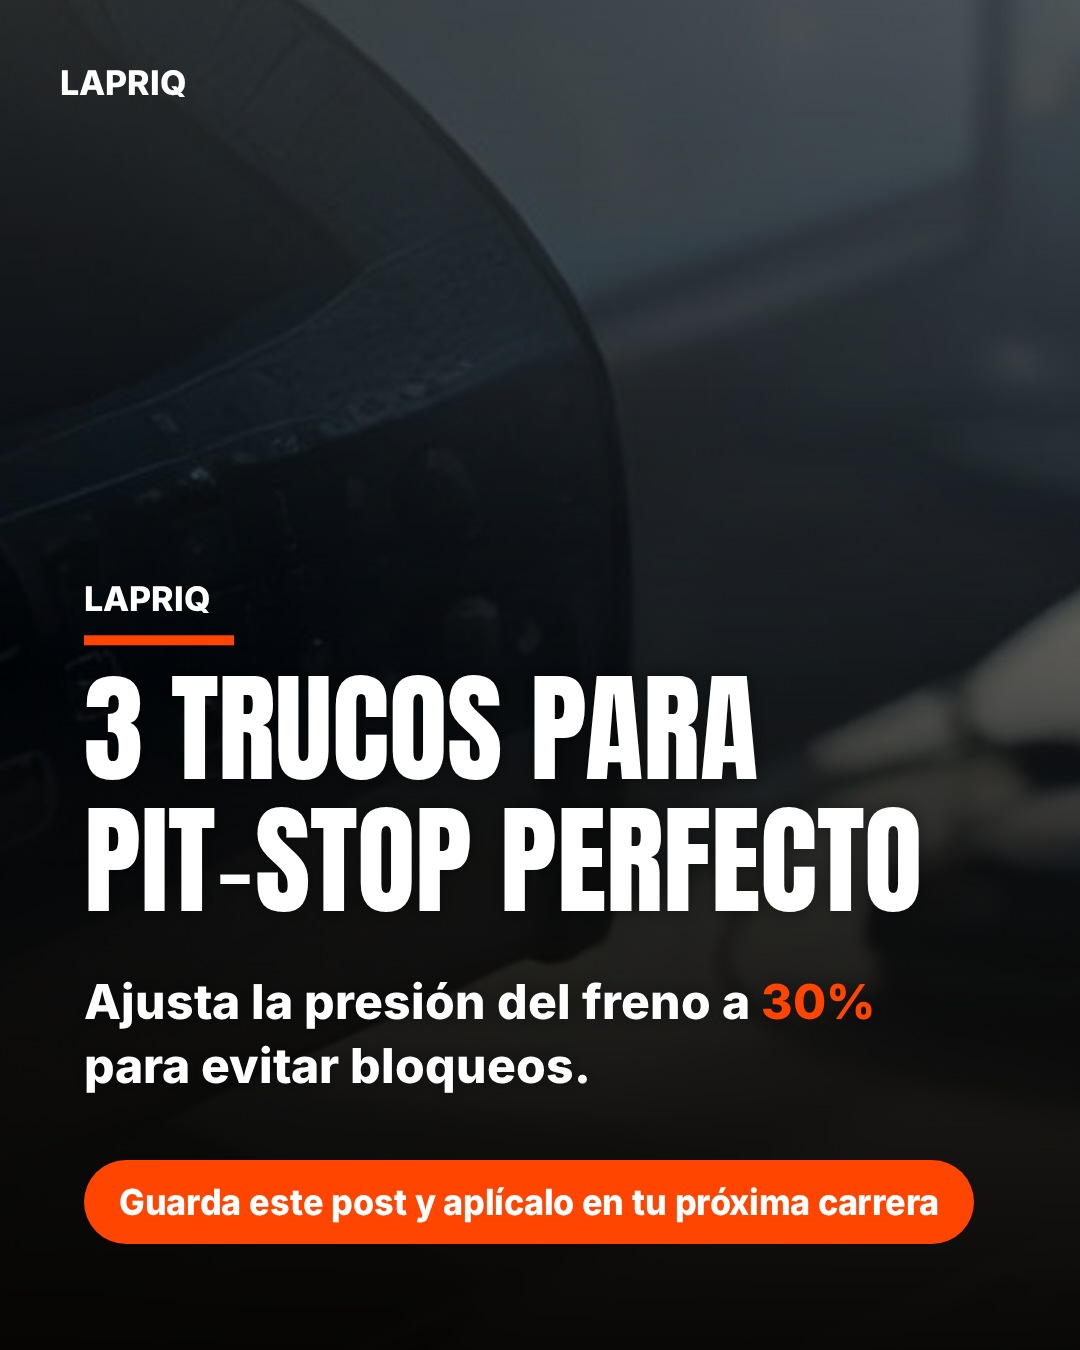 LAPRIQ
LAPRIQ
3 TRUCOS PARA
PIT-STOP PERFECTO
Ajusta la presión del freno a 30%
para evitar bloqueos.
Guarda este post y aplícalo en tu próxima carrera